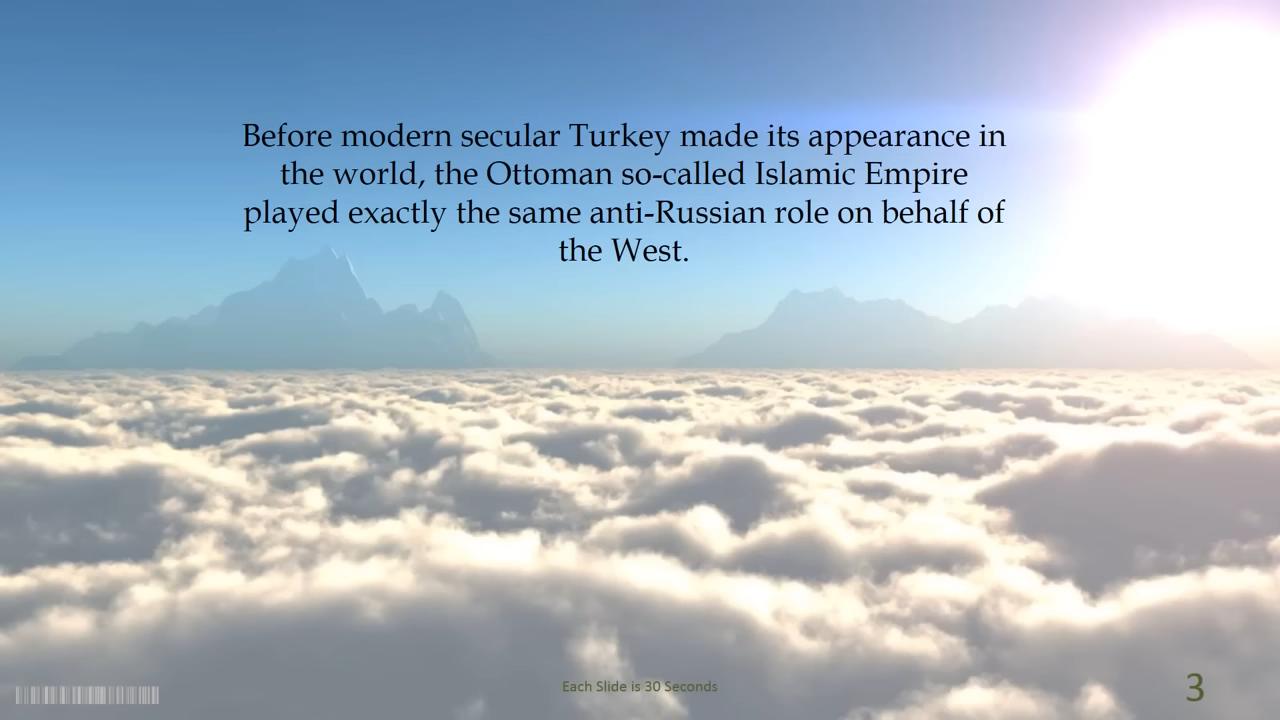 Before modern secular Turkey made its appearance in
the world, the Ottoman so-called Islamic Empire
played exactly the same anti-Russian role on behalf of
the West.
Each Slide is 30 Seconds
3